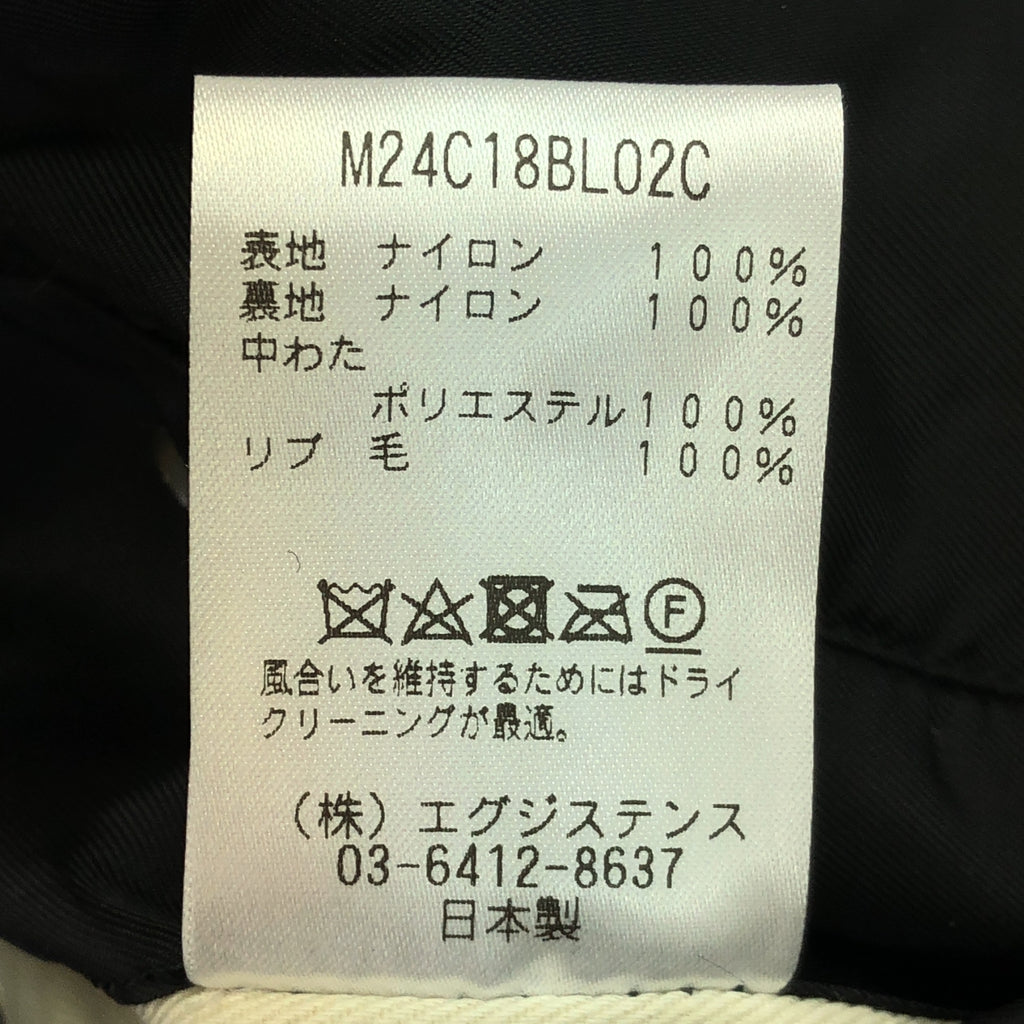 M24C18BL02C
表地 ナイロン 100%
裏地 ナイロン 100%
中わた
ポリエステル100%
リブ 毛 100%
F
風合いを維持するためにはドライ
クリーニングが最適。
(株) エグジステンス
03-6412-8637
日本製